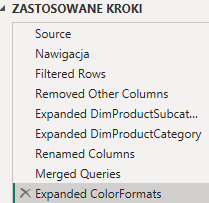 ZASTOSOWANE KROKI
Source
Nawigacja
Filtered Rows
Removed Other Columns
Expanded DimProductSubcat...
Expanded DimProductCategory
Renamed Columns
Merged Queries
Expanded ColorFormats